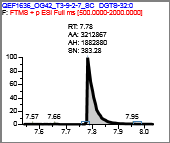 QEF1636_OG42_T3-9-2-7_SC DGTS-32:0
F: FTMS + p ESI Full ms [500.0000-2000.0000]
RT: 7.78
AA: 3212867
AH: 1882880
SN: 383.28
100
80
60
40
20
0
7.57 7.66 7.95
7.6 7.7 7.8 7.9 8.0